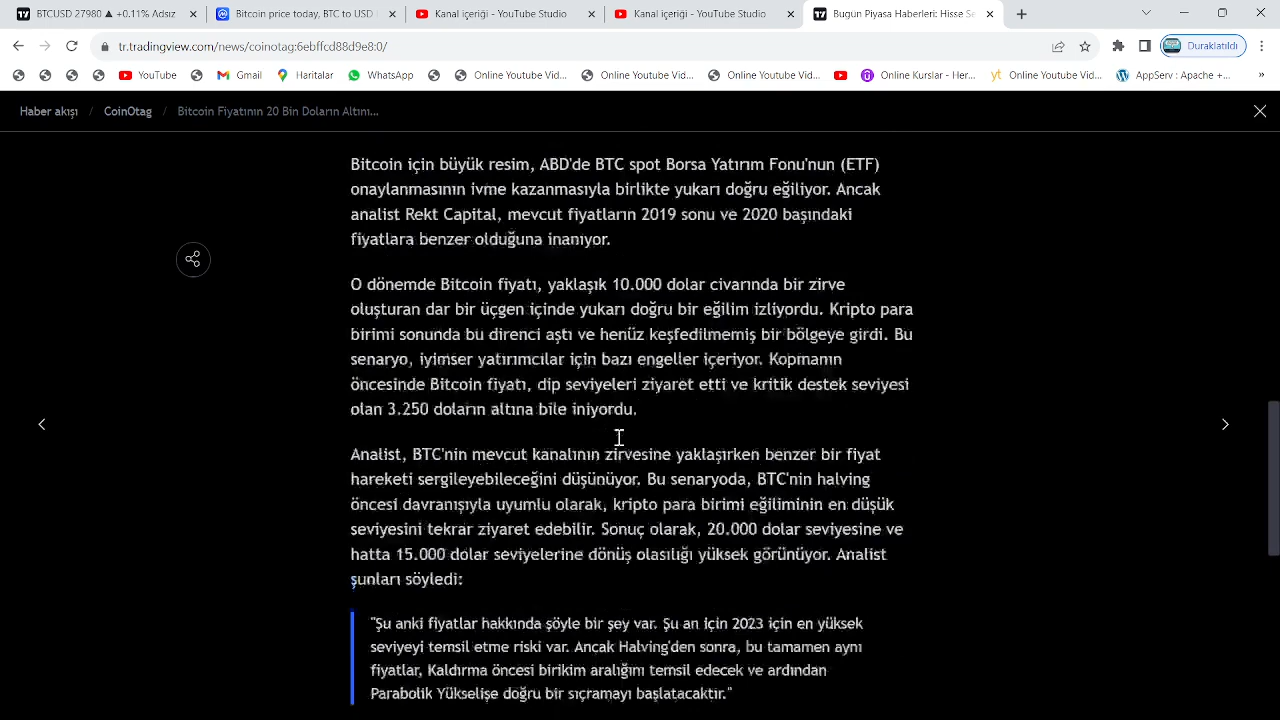 BTCUSD 27980 ▲ +0.11% Adsız
Bitcoin price today, BTC to USD
Kanal içeriği - YouTube Studio
Kanal içeriği - YouTube Studio
Bugün Piyasa Haberleri: Hisse Se
tr.tradingview.com/news/coinotag:6ebffcd88d9e8:0/
Duraklatıldı
YouTube
Gmail
Haritalar
WhatsApp
Online Youtube Vid...
Online Youtube Vid...
Online Youtube Vid...
Online Kurslar - Her...
yt Online Youtube Vid...
AppServ : Apache +...
»
Haber akışı / CoinOtag / Bitcoin Fiyatının 20 Bin Doların Altını...
Bitcoin için büyük resim, ABD'de BTC spot Borsa Yatırım Fonu'nun (ETF)
onaylanmasının ivme kazanmasıyla birlikte yukarı doğru eğiliyor. Ancak
analist Rekt Capital, mevcut fiyatların 2019 sonu ve 2020 başındaki
fiyatlara benzer olduğuna inanıyor.
O dönemde Bitcoin fiyatı, yaklaşık 10.000 dolar civarında bir zirve
oluşturan dar bir üçgen içinde yukarı doğru bir eğilim izliyordu. Kripto para
birimi sonunda bu direnci aştı ve henüz keşfedilmemiş bir bölgeye girdi. Bu
senaryo, iyimser yatırımcılar için bazı engeller içeriyor. Kopmanın
öncesinde Bitcoin fiyatı, dip seviyeleri ziyaret etti ve kritik destek seviyesi
olan 3.250 doların altına bile iniyordu.
Analist, BTC'nin mevcut kanalının zirvesine yaklaşırken benzer bir fiyat
hareketi sergileyebileceğini düşünüyor. Bu senaryoda, BTC'nin halving
öncesi davranışıyla uyumlu olarak, kripto para birimi eğiliminin en düşük
seviyesini tekrar ziyaret edebilir. Sonuç olarak, 20.000 dolar seviyesine ve
hatta 15.000 dolar seviyelerine dönüş olasılığı yüksek görünüyor. Analist
şunları söyledi:
"Şu anki fiyatlar hakkında şöyle bir şey var. Şu an için 2023 için en yüksek
seviyeyi temsil etme riski var. Ancak Halving'den sonra, bu tamamen aynı
fiyatlar, Kaldırma öncesi birikim aralığını temsil edecek ve ardından
Parabolik Yükselişe doğru bir sıçramayı başlatacaktır."